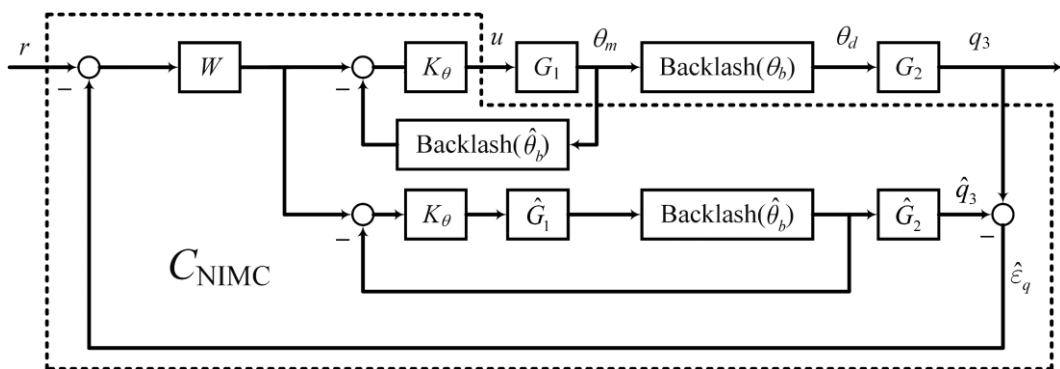 r
W
K_θ
u
G_1
θ_m
Backlash(θ_b)
θ_d
G_2
q_3
−
−
Backlash(θ̂_b)
K_θ
Ĝ_1
Backlash(θ̂_b)
Ĝ_2
q̂_3
−
−
C_NIMC
ε̂_q